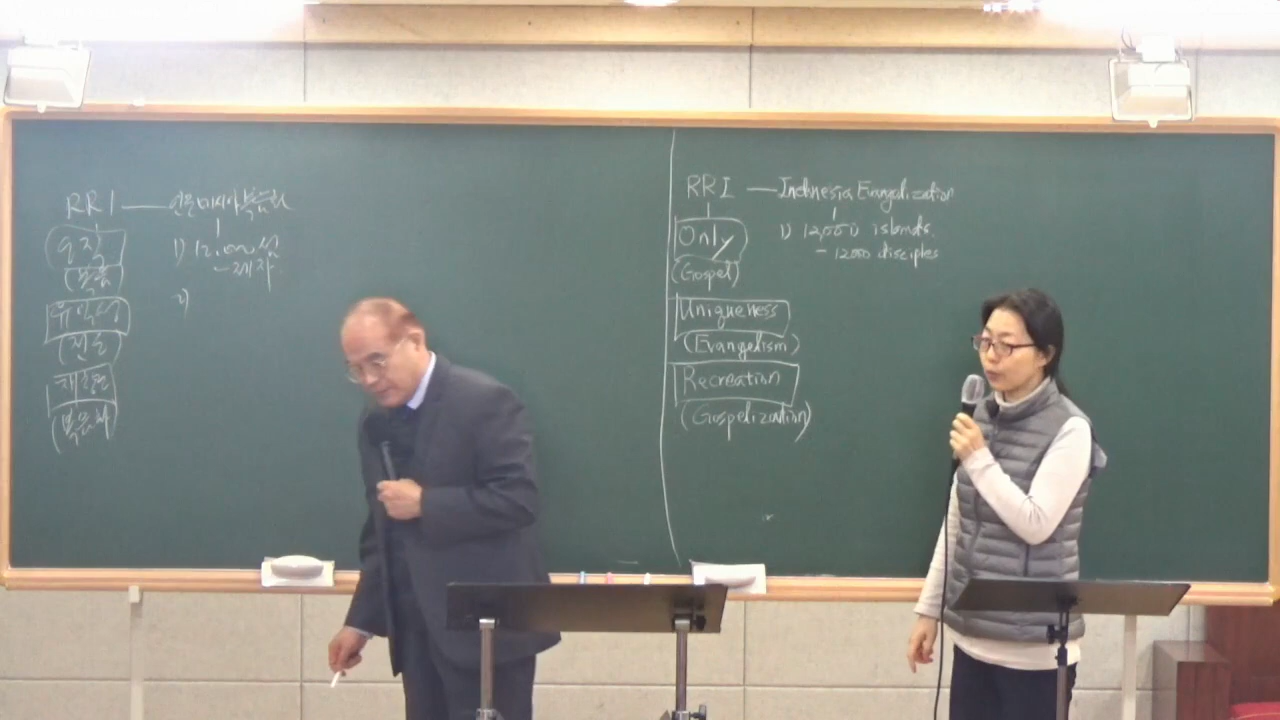 RRI — 인도네시아 복음화
오직
(복음)
유일성
(전도)
재창조
(복음화)
1) 12,000 섬
- 제자
2)
RRI — Indonesia Evangelization
Only
(Gospel)
Uniqueness
(Evangelism)
Recreation
(Gospelization)
1) 12,000 islands.
- 12000 disciples